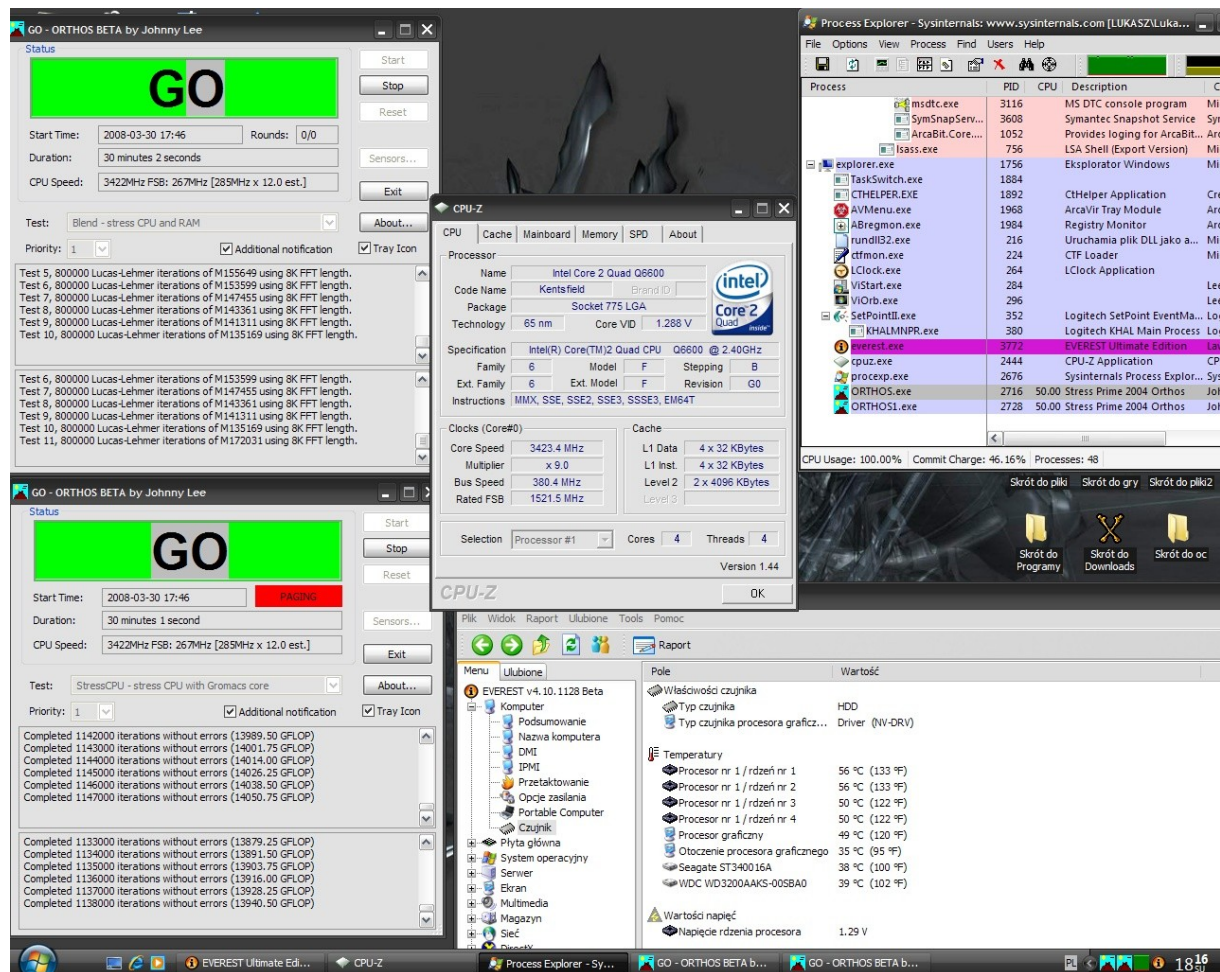 GO - ORTHOS BETA by Johnny Lee
Status
GO
Start
Stop
Reset
Start Time: 2008-03-30 17:46 Rounds: 0/0
Duration: 30 minutes 2 seconds Sensors...
CPU Speed: 3422MHz FSB: 267MHz [285MHz x 12.0 est.] Exit
Test: Blend - stress CPU and RAM About...
Priority: 1 Additional notification Tray Icon
Test 5, 800000 Lucas-Lehmer iterations of M155649 using 8K FFT length.
Test 6, 800000 Lucas-Lehmer iterations of M153599 using 8K FFT length.
Test 7, 800000 Lucas-Lehmer iterations of M147455 using 8K FFT length.
Test 8, 800000 Lucas-Lehmer iterations of M143361 using 8K FFT length.
Test 9, 800000 Lucas-Lehmer iterations of M141311 using 8K FFT length.
Test 10, 800000 Lucas-Lehmer iterations of M135169 using 8K FFT length.
Test 6, 800000 Lucas-Lehmer iterations of M153599 using 8K FFT length.
Test 7, 800000 Lucas-Lehmer iterations of M147455 using 8K FFT length.
Test 8, 800000 Lucas-Lehmer iterations of M143361 using 8K FFT length.
Test 9, 800000 Lucas-Lehmer iterations of M141311 using 8K FFT length.
Test 10, 800000 Lucas-Lehmer iterations of M135169 using 8K FFT length.
Test 11, 800000 Lucas-Lehmer iterations of M172031 using 8K FFT length.
GO - ORTHOS BETA by Johnny Lee
Status
GO
Start
Stop
Reset
Start Time: 2008-03-30 17:46 PAGING
Duration: 30 minutes 1 second Sensors...
CPU Speed: 3422MHz FSB: 267MHz [285MHz x 12.0 est.] Exit
Test: StressCPU - stress CPU with Gromacs core About...
Priority: 1 Additional notification Tray Icon
Completed 1142000 iterations without errors (13989.50 GFLOP)
Completed 1143000 iterations without errors (14001.75 GFLOP)
Completed 1144000 iterations without errors (14014.00 GFLOP)
Completed 1145000 iterations without errors (14026.25 GFLOP)
Completed 1146000 iterations without errors (14038.50 GFLOP)
Completed 1147000 iterations without errors (14050.75 GFLOP)
Completed 1133000 iterations without errors (13879.25 GFLOP)
Completed 1134000 iterations without errors (13891.50 GFLOP)
Completed 1135000 iterations without errors (13903.75 GFLOP)
Completed 1136000 iterations without errors (13916.00 GFLOP)
Completed 1137000 iterations without errors (13928.25 GFLOP)
Completed 1138000 iterations without errors (13940.50 GFLOP)
CPU-Z
CPU Cache Mainboard Memory SPD About
Processor
Name Intel Core 2 Quad Q6600
Code Name Kentsfield Brand ID
Package Socket 775 LGA
Technology 65 nm Core VID 1.288 V
intel Core 2 Quad inside
Specification Intel(R) Core(TM)2 Quad CPU Q6600 @ 2.40GHz
Family 6 Model F Stepping B
Ext. Family 6 Ext. Model F Revision G0
Instructions MMX, SSE, SSE2, SSE3, SSSE3, EM64T
Clocks (Core#0) Cache
Core Speed 3423.4 MHz L1 Data 4 x 32 KBytes
Multiplier x 9.0 L1 Inst. 4 x 32 KBytes
Bus Speed 380.4 MHz Level 2 2 x 4096 KBytes
Rated FSB 1521.5 MHz Level 3
Selection Processor #1 Cores 4 Threads 4
Version 1.44
CPU-Z OK
Process Explorer - Sysinternals: www.sysinternals.com [LUKASZ\Luka...
File Options View Process Find Users Help
Process PID CPU Description C
msdtc.exe 3116 MS DTC console program Mi
SymSnapServ... 3608 Symantec Snapshot Service Syr
ArcaBit.Core.... 1052 Provides loging for ArcaBit... Arc
lsass.exe 756 LSA Shell (Export Version) Mi
explorer.exe 1756 Eksplorator Windows Mi
TaskSwitch.exe 1884
CTHELPER.EXE 1892 CtHelper Application Cre
AVMenu.exe 1968 ArcaVir Tray Module Arc
ABregmon.exe 1984 Registry Monitor Arc
rundll32.exe 216 Uruchamia plik DLL jako a... Mi
ctfmon.exe 224 CTF Loader Mi
LClock.exe 264 LClock Application
ViStart.exe 284 Lee
ViOrb.exe 296 Lee
SetPointII.exe 352 Logitech SetPoint EventMa... Log
KHALMNPR.exe 380 Logitech KHAL Main Process Log
everest.exe 3772 EVEREST Ultimate Edition Lav
cpuz.exe 2444 CPU-Z Application CP
procexp.exe 2676 Sysinternals Process Explor... Sys
ORTHOS.exe 2716 50.00 Stress Prime 2004 Orthos Joh
ORTHOS1.exe 2728 50.00 Stress Prime 2004 Orthos Joh
CPU Usage: 100.00% Commit Charge: 46.16% Processes: 48
Skrót do pliki Skrót do gry Skrót do pliki2
Skrót do Programy
Skrót do Downloads
Skrót do oc
Plik Widok Raport Ulubione Tools Pomoc
Raport
Menu Ulubione
EVEREST v4.10.1128 Beta
Komputer
Podsumowanie
Nazwa komputera
DMI
IPMI
Przetaktowanie
Opcje zasilania
Portable Computer
Czujnik
Płyta główna
System operacyjny
Serwer
Ekran
Multimedia
Magazyn
Sieć
DirectX
Pole Wartość
Właściwości czujnika
Typ czujnika HDD
Typ czujnika procesora graficz... Driver (NV-DRV)
Temperatury
Procesor nr 1 / rdzeń nr 1 56 °C (133 °F)
Procesor nr 1 / rdzeń nr 2 56 °C (133 °F)
Procesor nr 1 / rdzeń nr 3 50 °C (122 °F)
Procesor nr 1 / rdzeń nr 4 50 °C (122 °F)
Procesor graficzny 49 °C (120 °F)
Otoczenie procesora graficznego 35 °C (95 °F)
Seagate ST340016A 38 °C (100 °F)
WDC WD3200AAKS-00SBA0 39 °C (102 °F)
Wartości napięć
Napięcie rdzenia procesora 1.29 V
EVEREST Ultimate Edi... CPU-Z Process Explorer - Sy... GO - ORTHOS BETA b... GO - ORTHOS BETA b... PL 18 16 SU